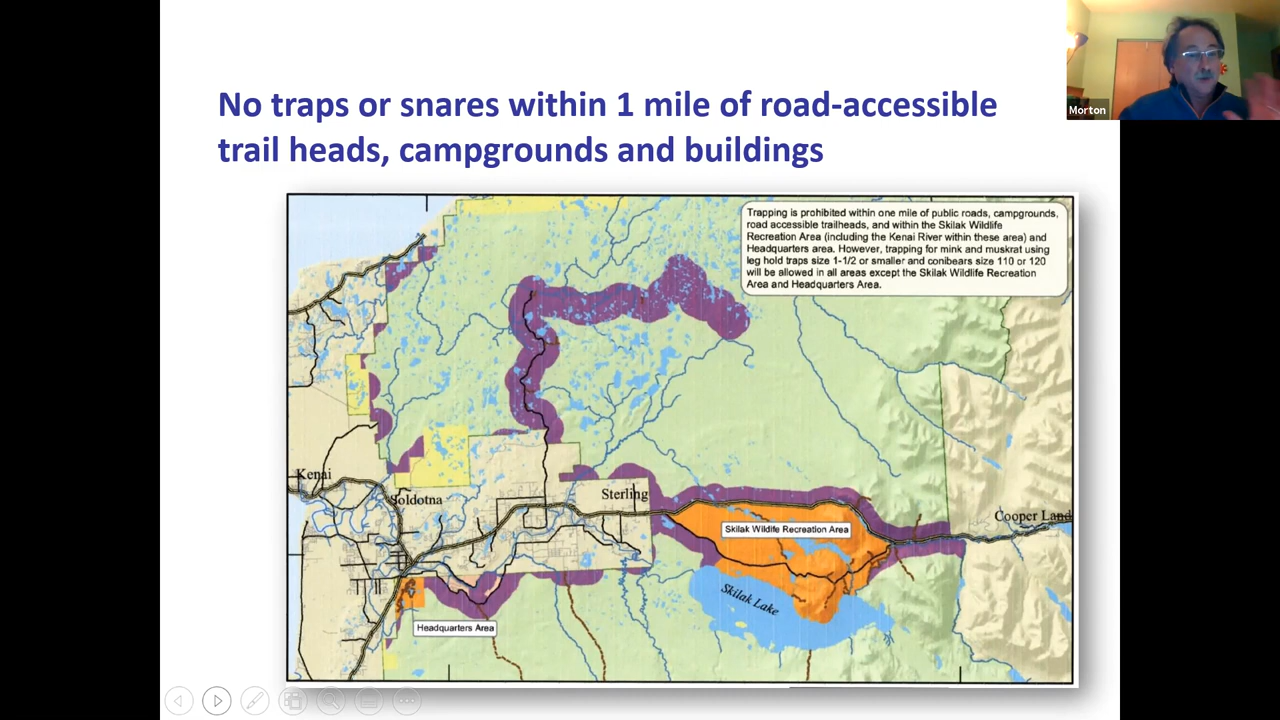 Morton
No traps or snares within 1 mile of road-accessible
trail heads, campgrounds and buildings
Trapping is prohibited within one mile of public roads, campgrounds,
road accessible trailheads, and within the Skilak Wildlife
Recreation Area (including the Kenai River within these area) and
Headquarters area. However, trapping for mink and muskrat using
leg hold traps size 1-1/2 or smaller and conibears size 110 or 120
will be allowed in all areas except the Skilak Wildlife Recreation
Area and Headquarters Area.
Kenai
Soldotna
Sterling
Cooper Land
Skilak Wildlife Recreation Area
Skilak Lake
Headquarters Area